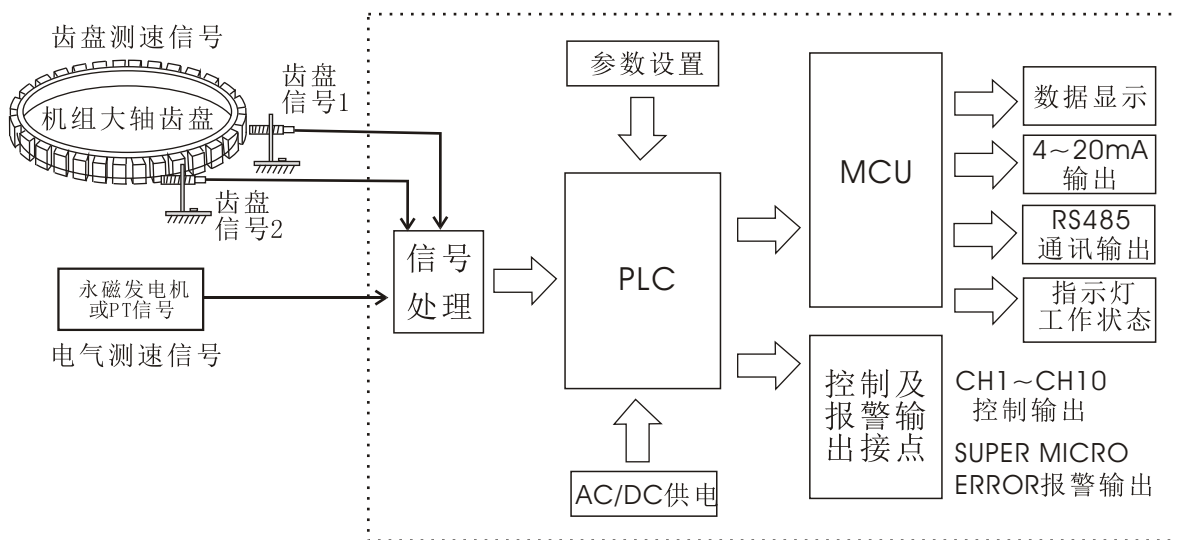 齿盘测速信号
机组大轴齿盘
齿盘
信号1
齿盘
信号2
永磁发电机
或PT信号
电气测速信号
信号
处理
参数设置
PLC
AC/DC供电
MCU
数据显示
4~20mA
输出
RS485
通讯输出
指示灯
工作状态
控制及
报警输
出接点
CH1~CH10
控制输出
SUPER MICRO
ERROR报警输出